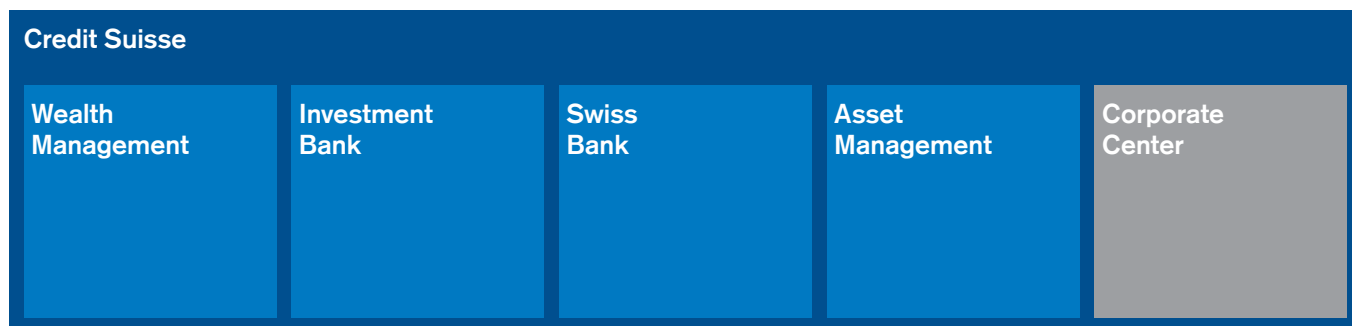 Credit Suisse
Wealth
Management
Investment
Bank
Swiss
Bank
Asset
Management
Corporate
Center